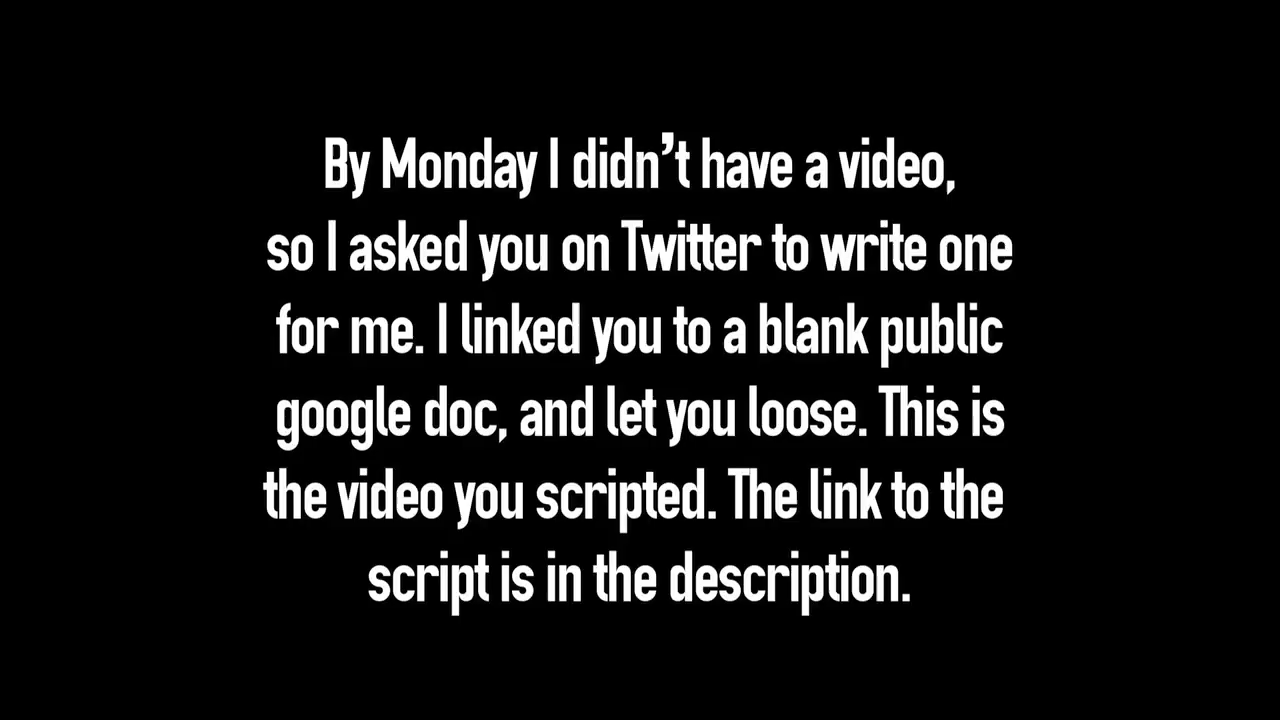 By Monday I didn’t have a video,
so I asked you on Twitter to write one
for me. I linked you to a blank public
google doc, and let you loose. This is
the video you scripted. The link to the
script is in the description.